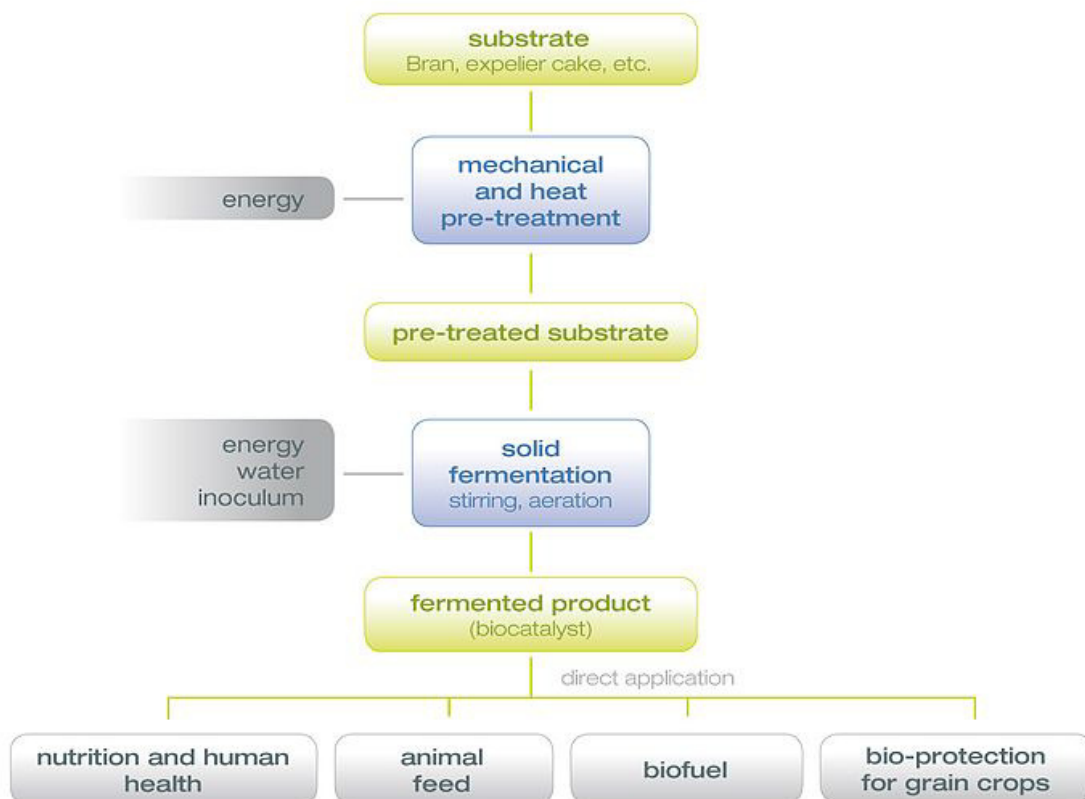 substrate
Bran, expelier cake, etc.
mechanical
and heat
pre-treatment
energy
pre-treated substrate
energy
water
inoculum
solid
fermentation
stirring, aeration
fermented product
(biocatalyst)
direct application
nutrition and human
health
animal
feed
biofuel
bio-protection
for grain crops